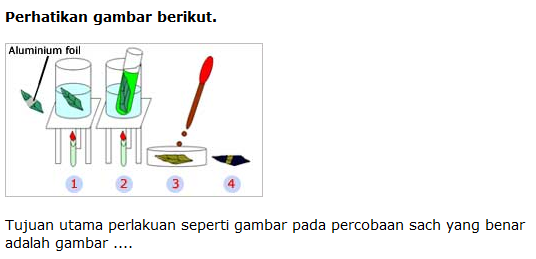 Perhatikan gambar berikut.
Aluminium foil
1 2 3 4
Tujuan utama perlakuan seperti gambar pada percobaan sach yang benar
adalah gambar ....